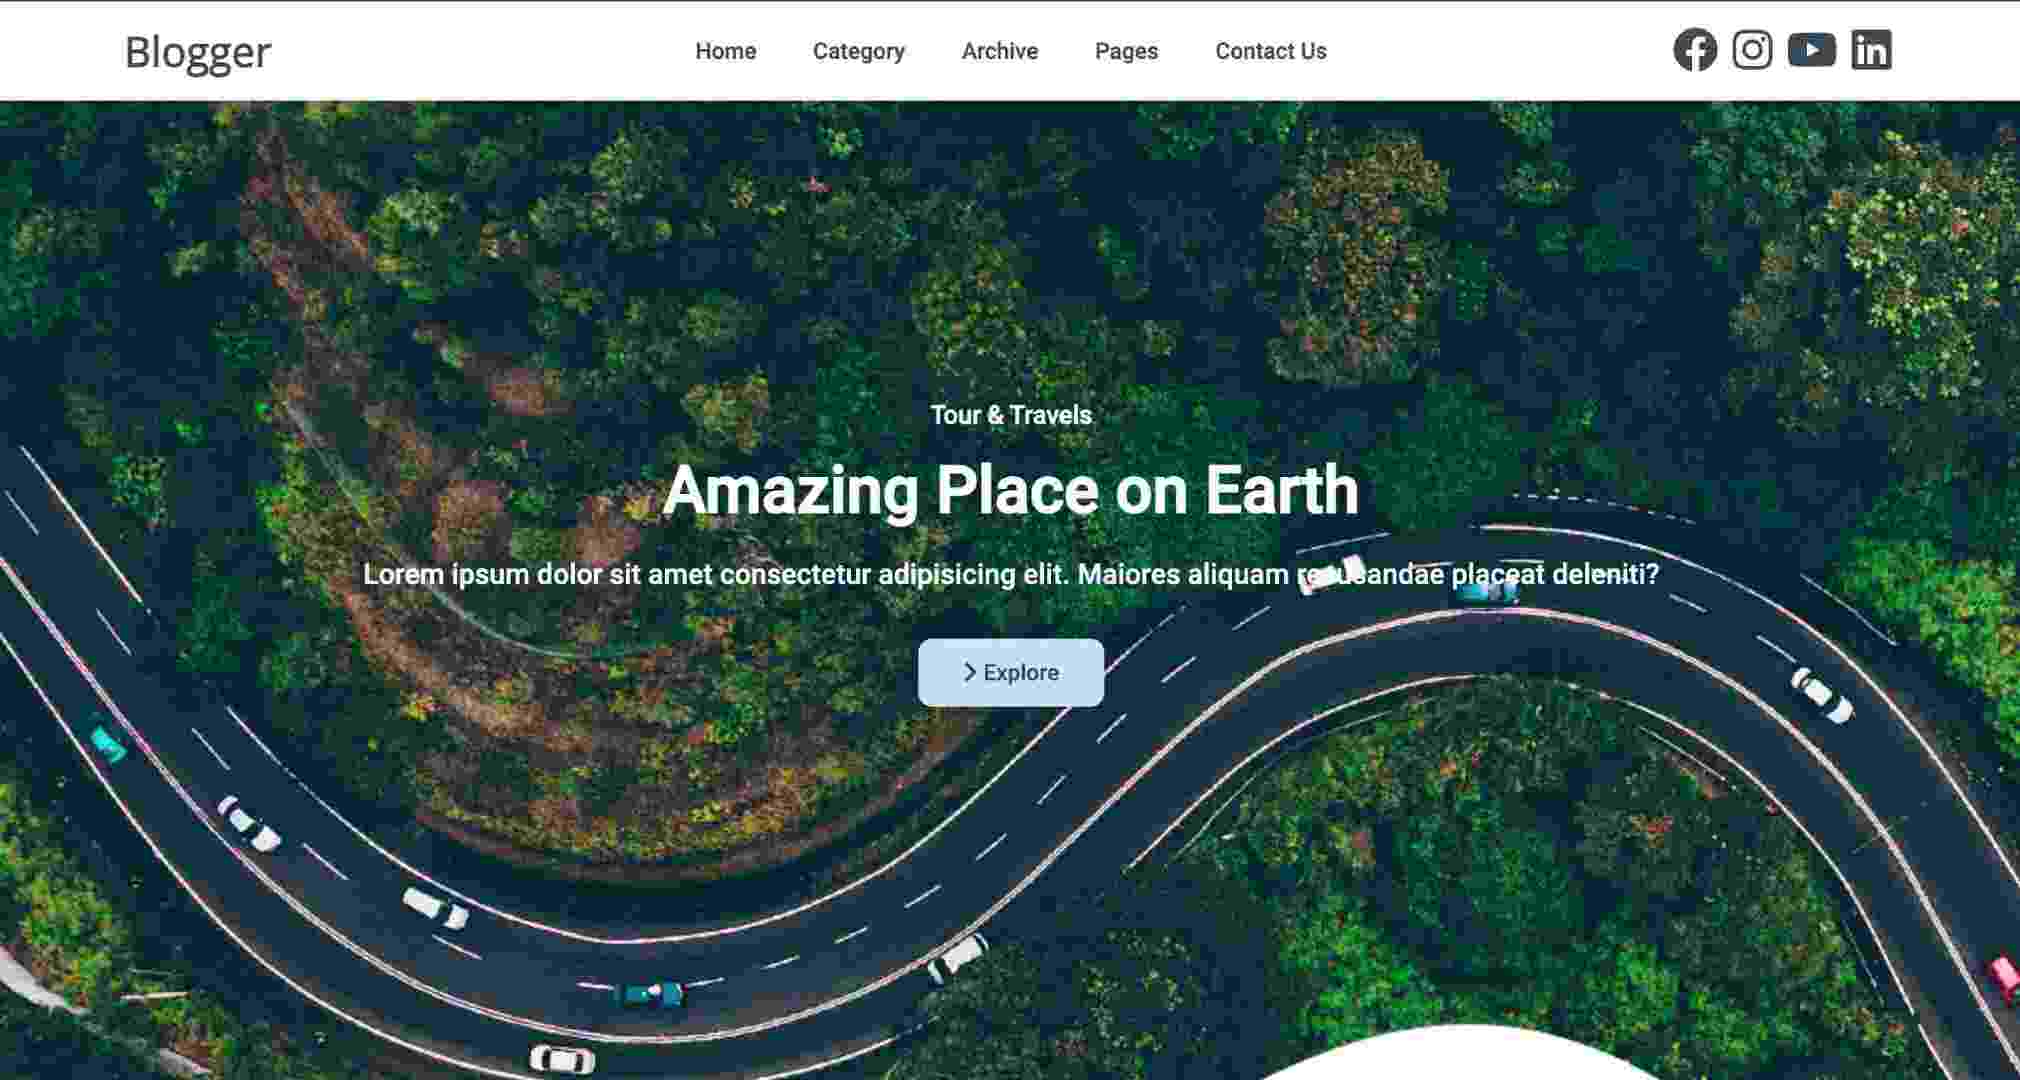 Blogger
Home
Category
Archive
Pages
Contact Us
Tour & Travels
Amazing Place on Earth
Lorem ipsum dolor sit amet consectetur adipisicing elit. Maiores aliquam recusandae placeat deleniti?
Explore